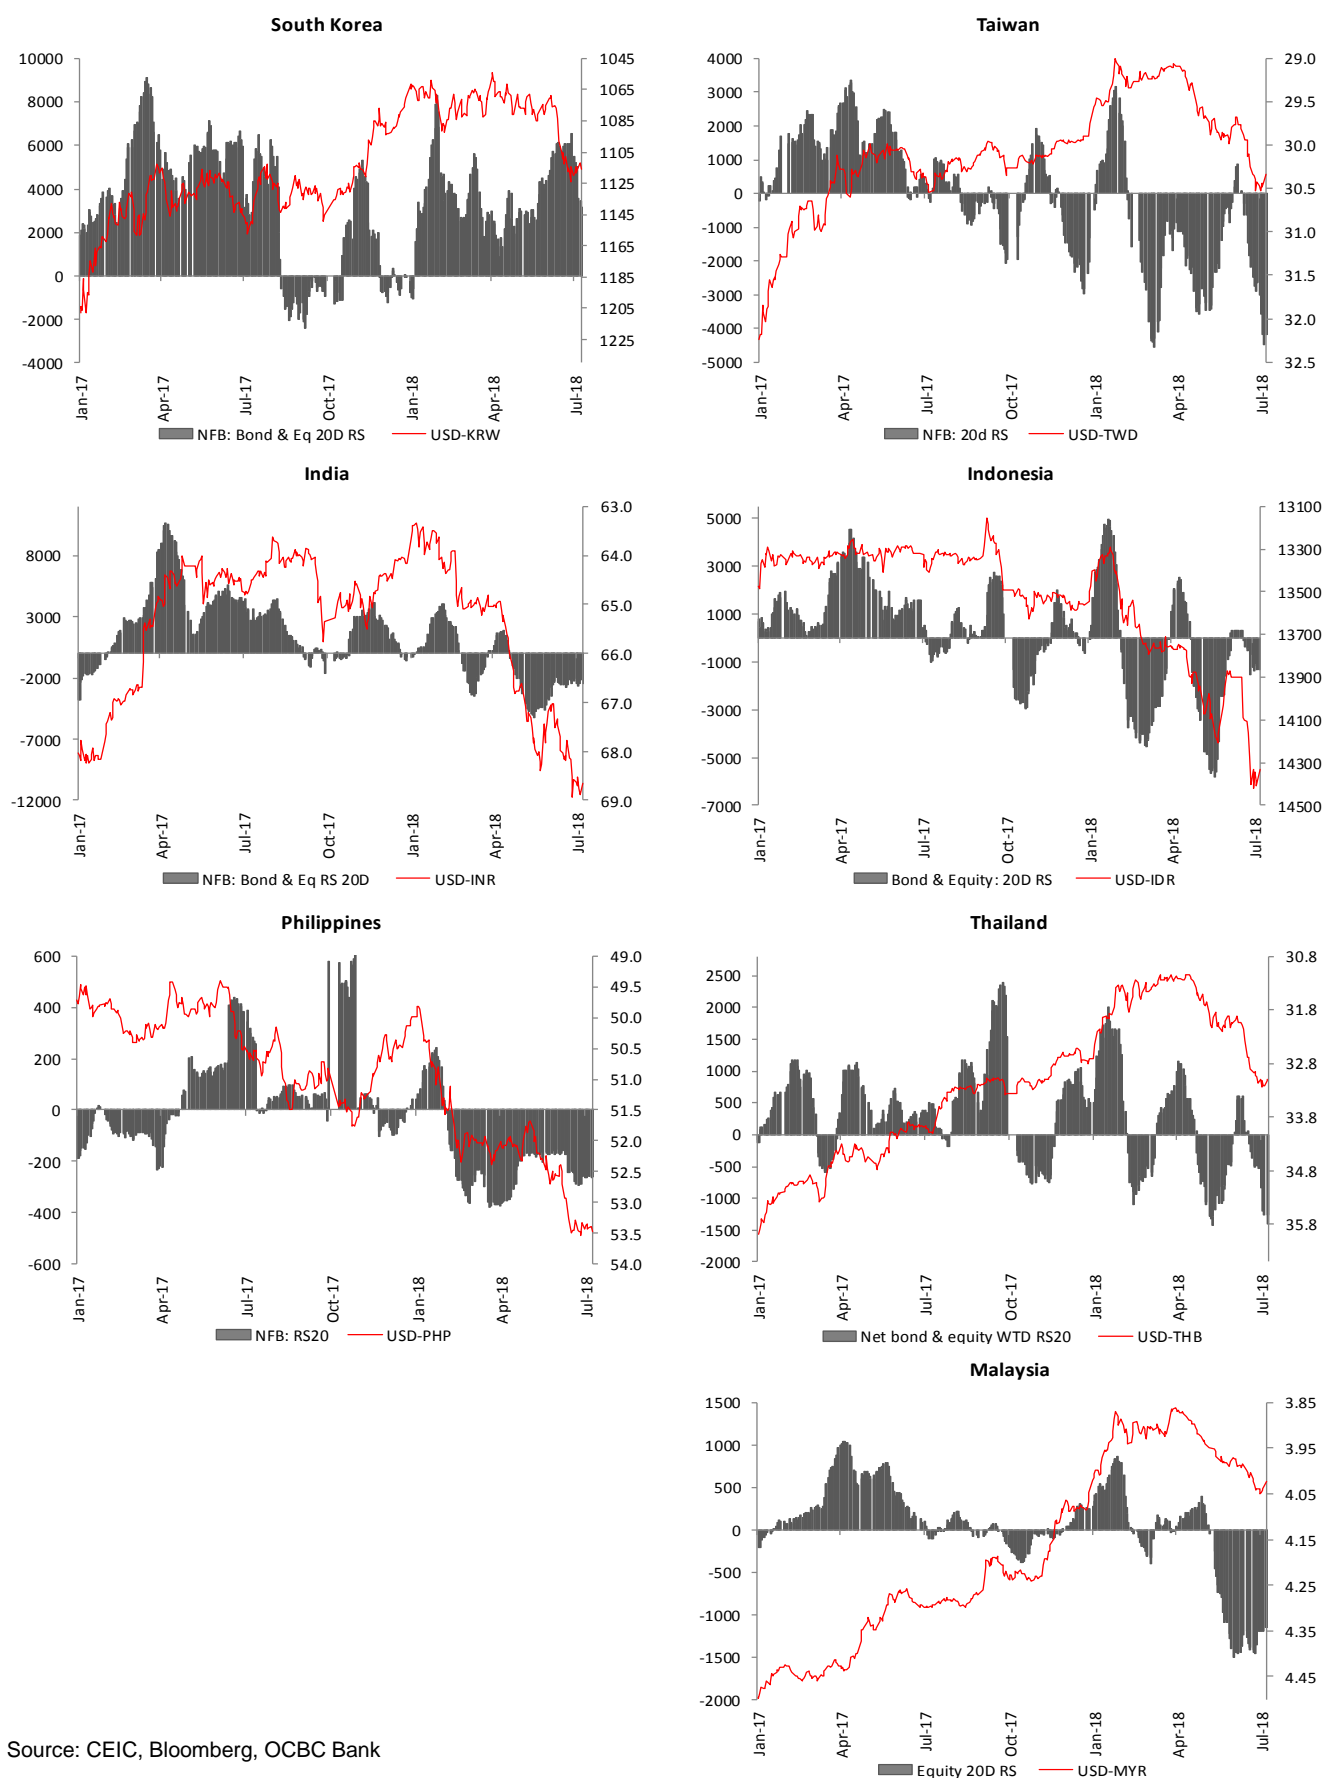 South Korea
10000
8000
6000
4000
2000
0
-2000
-4000
1045
1065
1085
1105
1125
1145
1165
1185
1205
1225
Jan-17
Apr-17
Jul-17
Oct-17
Jan-18
Apr-18
Jul-18
NFB: Bond & Eq 20D RS
USD-KRW
Taiwan
4000
3000
2000
1000
0
-1000
-2000
-3000
-4000
-5000
29.0
29.5
30.0
30.5
31.0
31.5
32.0
32.5
Jan-17
Apr-17
Jul-17
Oct-17
Jan-18
Apr-18
Jul-18
NFB: 20d RS
USD-TWD
India
8000
3000
-2000
-7000
-12000
63.0
64.0
65.0
66.0
67.0
68.0
69.0
Jan-17
Apr-17
Jul-17
Oct-17
Jan-18
Apr-18
Jul-18
NFB: Bond & Eq RS 20D
USD-INR
Indonesia
5000
3000
1000
-1000
-3000
-5000
-7000
13100
13300
13500
13700
13900
14100
14300
14500
Jan-17
Apr-17
Jul-17
Oct-17
Jan-18
Apr-18
Jul-18
Bond & Equity: 20D RS
USD-IDR
Philippines
600
400
200
0
-200
-400
-600
49.0
49.5
50.0
50.5
51.0
51.5
52.0
52.5
53.0
53.5
54.0
Jan-17
Apr-17
Jul-17
Oct-17
Jan-18
Apr-18
Jul-18
NFB: RS20
USD-PHP
Thailand
2500
2000
1500
1000
500
0
-500
-1000
-1500
-2000
30.8
31.8
32.8
33.8
34.8
35.8
Jan-17
Apr-17
Jul-17
Oct-17
Jan-18
Apr-18
Jul-18
Net bond & equity WTD RS20
USD-THB
Malaysia
1500
1000
500
0
-500
-1000
-1500
-2000
3.85
3.95
4.05
4.15
4.25
4.35
4.45
Jan-17
Apr-17
Jul-17
Oct-17
Jan-18
Apr-18
Jul-18
Equity 20D RS
USD-MYR
Source: CEIC, Bloomberg, OCBC Bank